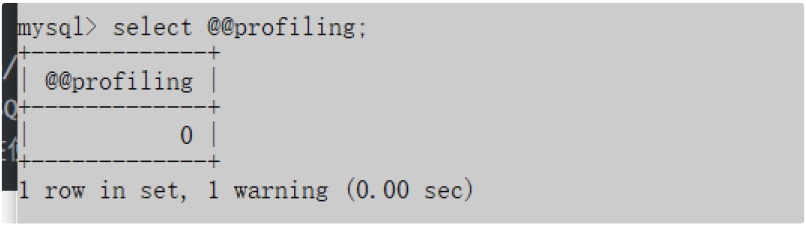 mysql> select @@profiling;
+-------------+
| @@profiling |
+-------------+
|           0 |
+-------------+
1 row in set, 1 warning (0.00 sec)